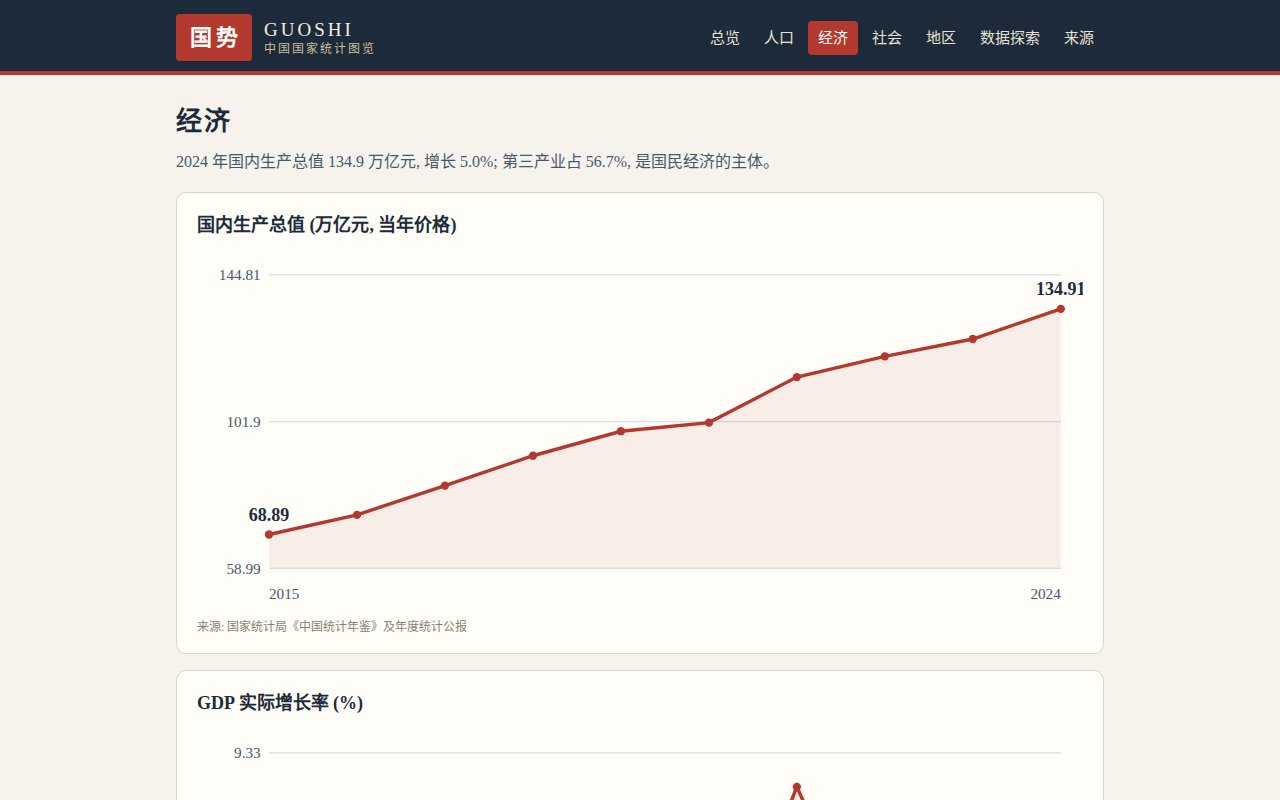 国势
GUOSHI
中国国家统计图览
总览 人口 经济 社会 地区 数据探索 来源
经济
2024 年国内生产总值 134.9 万亿元, 增长 5.0%; 第三产业占 56.7%, 是国民经济的主体。
国内生产总值 (万亿元, 当年价格)
144.81
134.91
101.9
68.89
58.99
2015 2024
来源: 国家统计局《中国统计年鉴》及年度统计公报
GDP 实际增长率 (%)
9.33